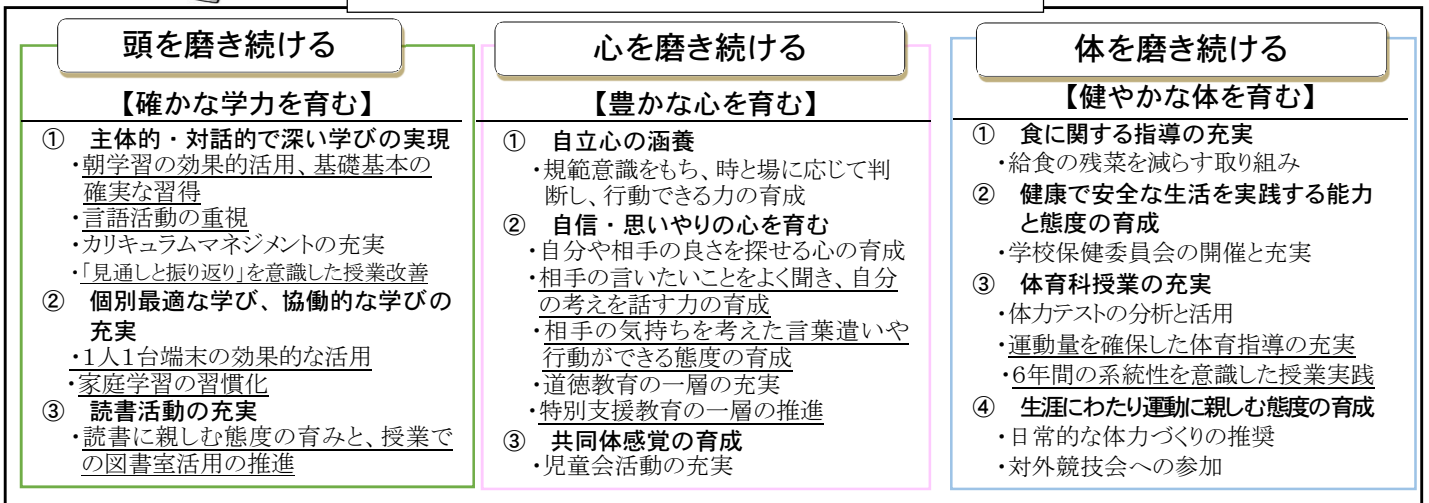 頭を磨き続ける
【確かな学力を育む】
① 主体的・対話的で深い学びの実現
・朝学習の効果的活用、基礎基本の
確実な習得
・言語活動の重視
・カリキュラムマネジメントの充実
・「見通しと振り返り」を意識した授業改善
② 個別最適な学び、協働的な学びの
充実
・1人1台端末の効果的な活用
・家庭学習の習慣化
③ 読書活動の充実
・読書に親しむ態度の育みと、授業で
の図書室活用の推進
心を磨き続ける
【豊かな心を育む】
① 自立心の涵養
・規範意識をもち、時と場に応じて判
断し、行動できる力の育成
② 自信・思いやりの心を育む
・自分や相手の良さを探せる心の育成
・相手の言いたいことをよく聞き、自分
の考えを話す力の育成
・相手の気持ちを考えた言葉遣いや
行動ができる態度の育成
・道徳教育の一層の充実
・特別支援教育の一層の推進
③ 共同体感覚の育成
・児童会活動の充実
体を磨き続ける
【健やかな体を育む】
① 食に関する指導の充実
・給食の残菜を減らす取り組み
② 健康で安全な生活を実践する能力
と態度の育成
・学校保健委員会の開催と充実
③ 体育科授業の充実
・体力テストの分析と活用
・運動量を確保した体育指導の充実
・6年間の系統性を意識した授業実践
④ 生涯にわたり運動に親しむ態度の育成
・日常的な体力づくりの推奨
・対外競技会への参加